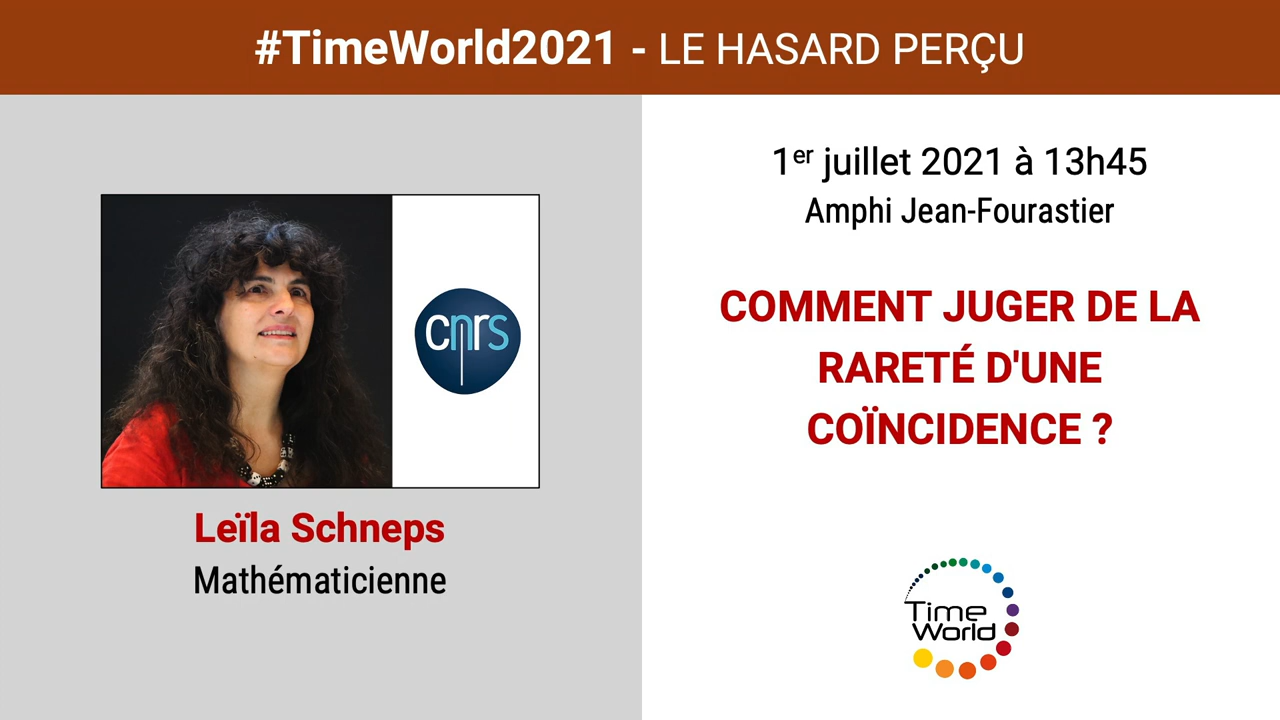 #TimeWorld2021 - LE HASARD PERÇU
cnrs
Leïla Schneps
Mathématicienne
1er juillet 2021 à 13h45
Amphi Jean-Fourastier
COMMENT JUGER DE LA
RARETÉ D'UNE
COÏNCIDENCE ?
Time
World